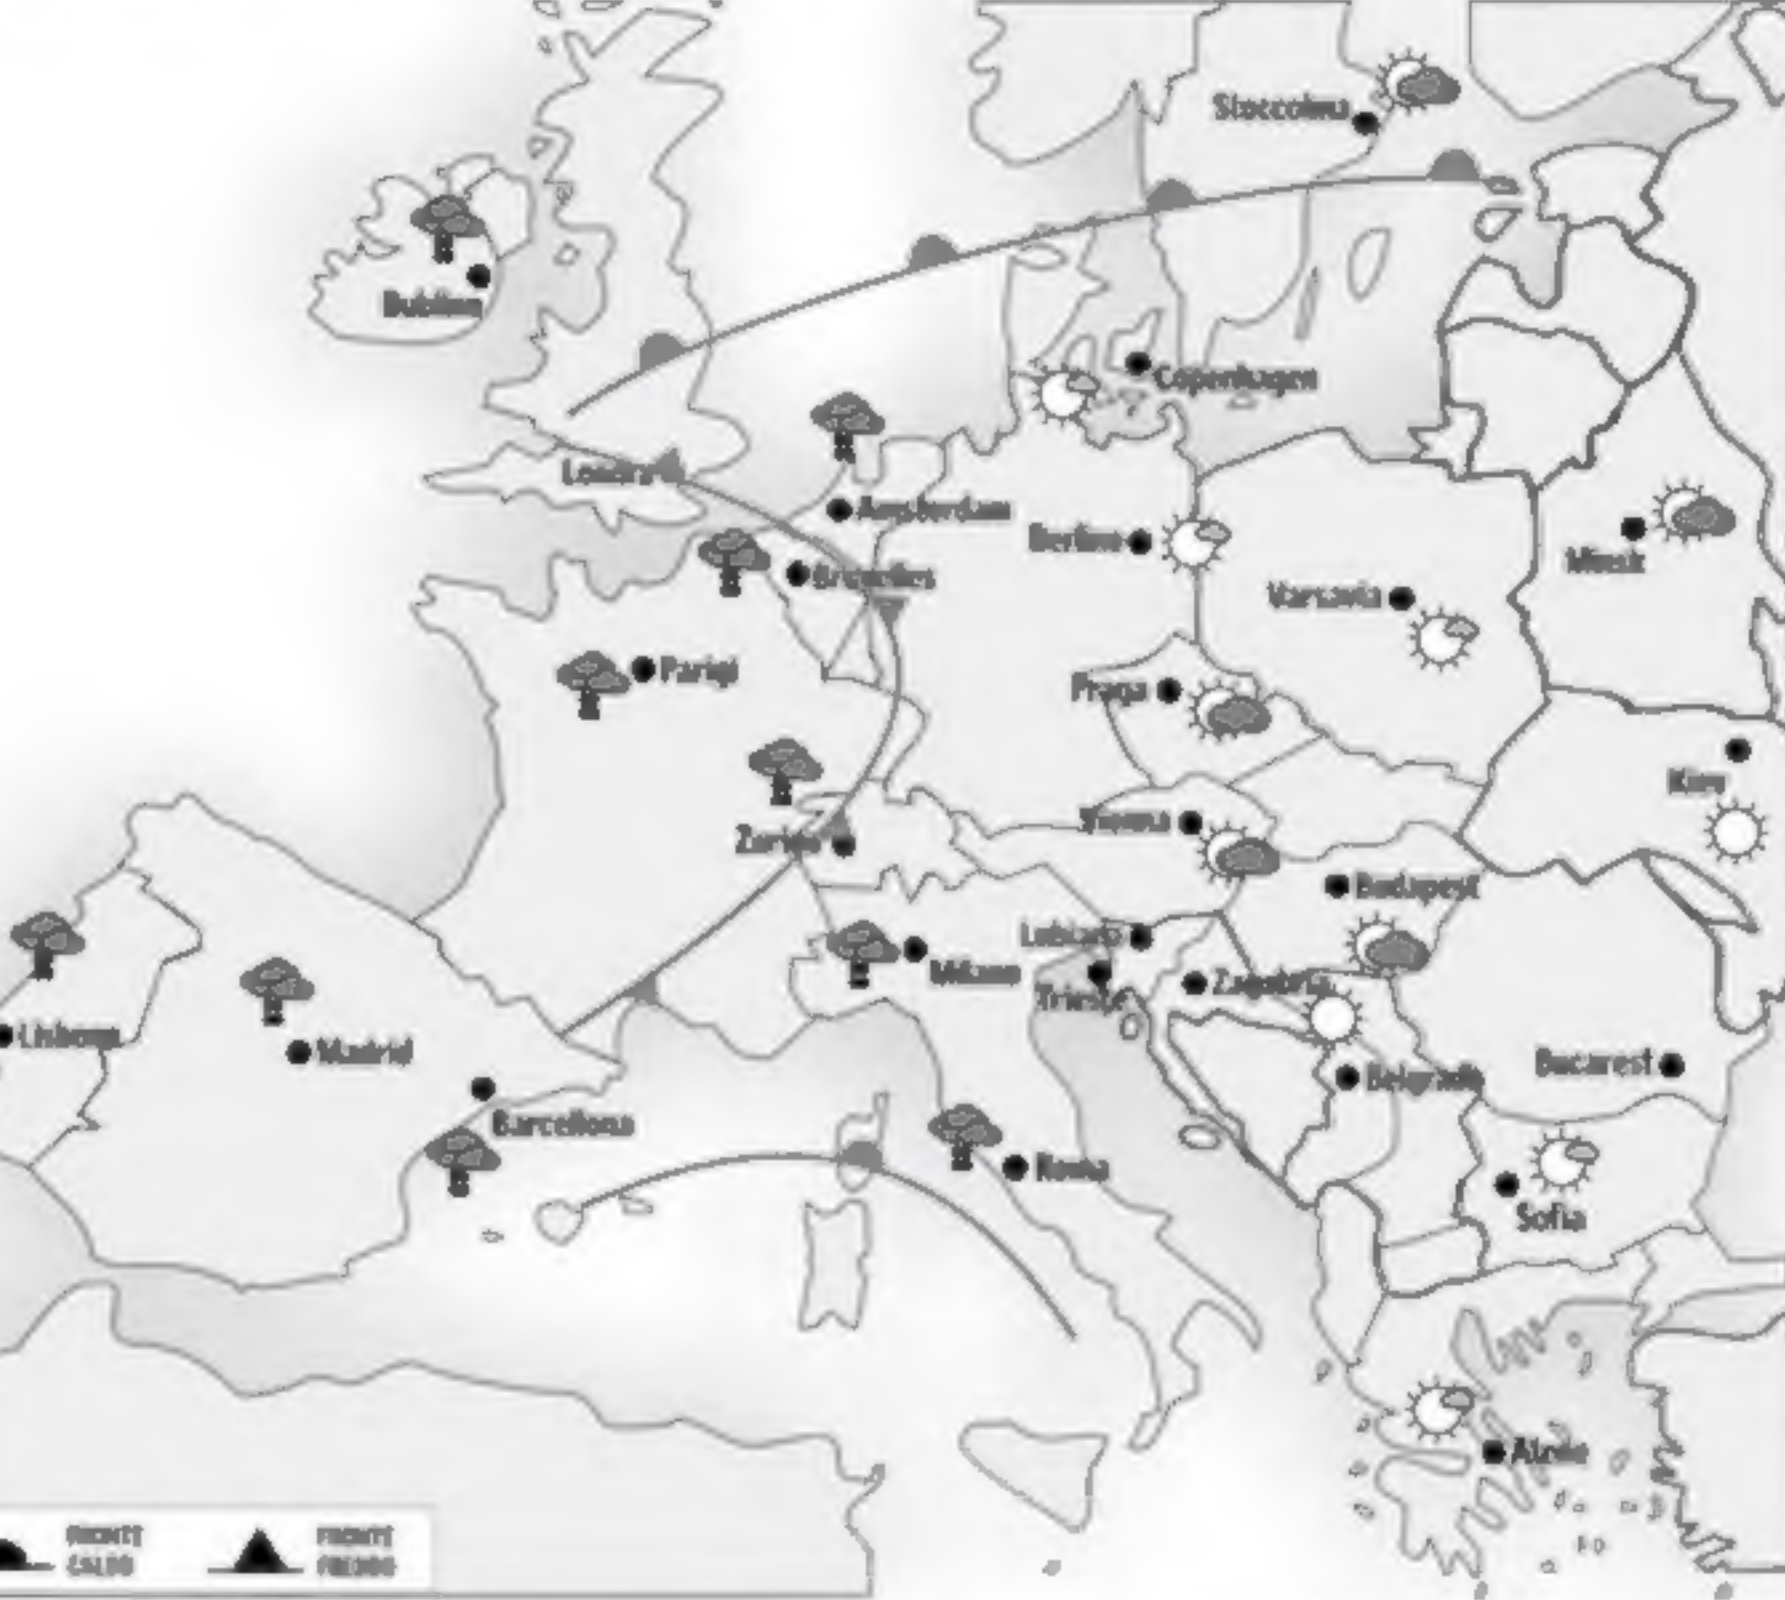 Stoccolma
Dublino
Copenhagen
Londra
Amsterdam
Berlino
Bruxelles
Minsk
Varsavia
Parigi
Praga
Kiev
Vienna
Zurigo
Budapest
Lubiana
Milano
Zagabria
Trieste
Lisbona
Madrid
Bucarest
Belgrado
Barcellona
Roma
Sofia
Atene
FRONTE
CALDO
FRONTE
FREDDO